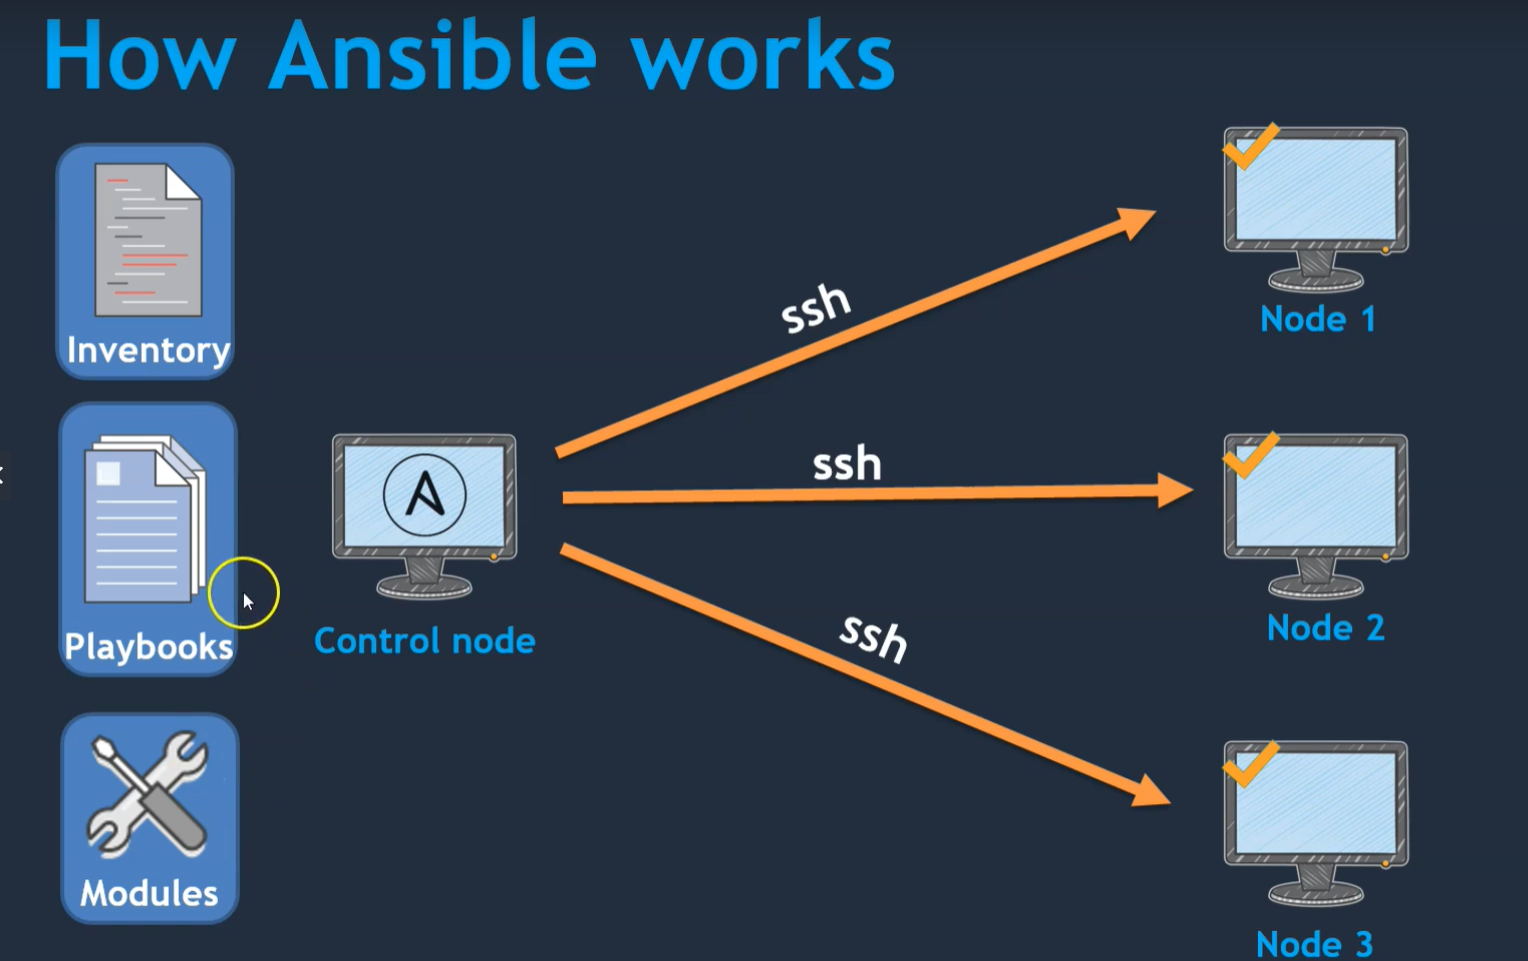 How Ansible works
Inventory
Playbooks
Modules
Control node
ssh
ssh
ssh
Node 1
Node 2
Node 3